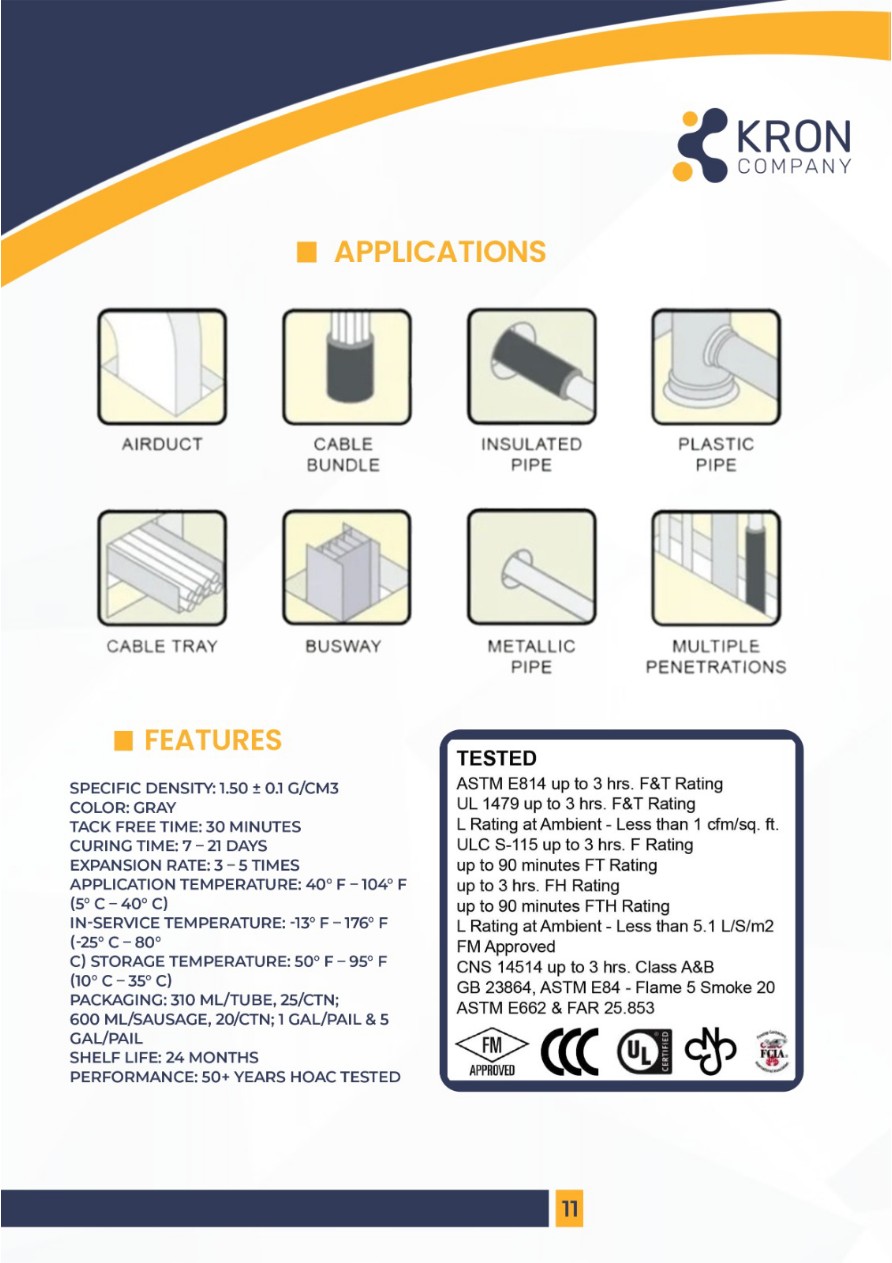 KRON
COMPANY
APPLICATIONS
AIRDUCT
CABLE
BUNDLE
INSULATED
PIPE
PLASTIC
PIPE
CABLE TRAY
BUSWAY
METALLIC
PIPE
MULTIPLE
PENETRATIONS
FEATURES
SPECIFIC DENSITY: 1.50 ± 0.1 G/CM3
COLOR: GRAY
TACK FREE TIME: 30 MINUTES
CURING TIME: 7 – 21 DAYS
EXPANSION RATE: 3 – 5 TIMES
APPLICATION TEMPERATURE: 40° F – 104° F
(5° C – 40° C)
IN-SERVICE TEMPERATURE: -13° F – 176° F
(-25° C – 80°
C) STORAGE TEMPERATURE: 50° F – 95° F
(10° C – 35° C)
PACKAGING: 310 ML/TUBE, 25/CTN;
600 ML/SAUSAGE, 20/CTN; 1 GAL/PAIL & 5
GAL/PAIL
SHELF LIFE: 24 MONTHS
PERFORMANCE: 50+ YEARS HOAC TESTED
TESTED
ASTM E814 up to 3 hrs. F&T Rating
UL 1479 up to 3 hrs. F&T Rating
L Rating at Ambient - Less than 1 cfm/sq. ft.
ULC S-115 up to 3 hrs. F Rating
up to 90 minutes FT Rating
up to 3 hrs. FH Rating
up to 90 minutes FTH Rating
L Rating at Ambient - Less than 5.1 L/S/m2
FM Approved
CNS 14514 up to 3 hrs. Class A&B
GB 23864, ASTM E84 - Flame 5 Smoke 20
ASTM E662 & FAR 25.853
FM
APPROVED
CCC
UL
CERTIFIED
FCIA
11